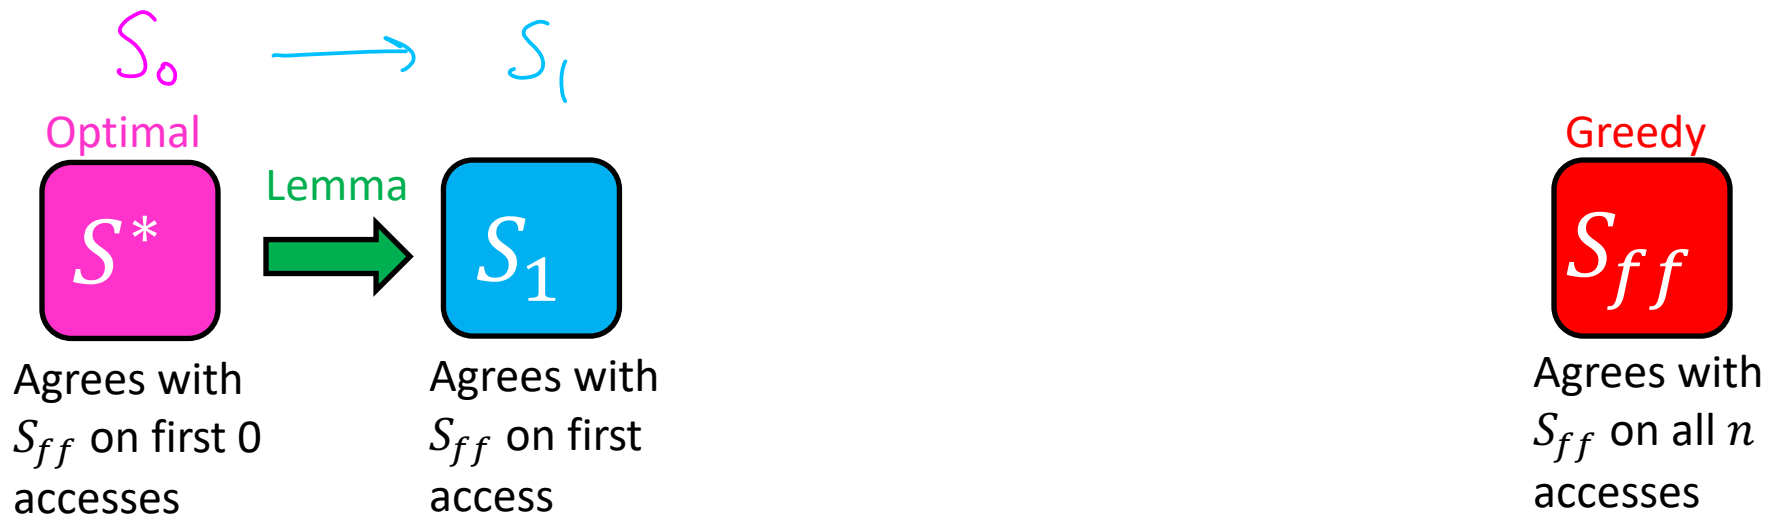 S₀ → S₁
Optimal
Greedy
Lemma
S*
S₁
S_ff
Agrees with
S_ff on first 0
accesses
Agrees with
S_ff on first
access
Agrees with
S_ff on all n
accesses